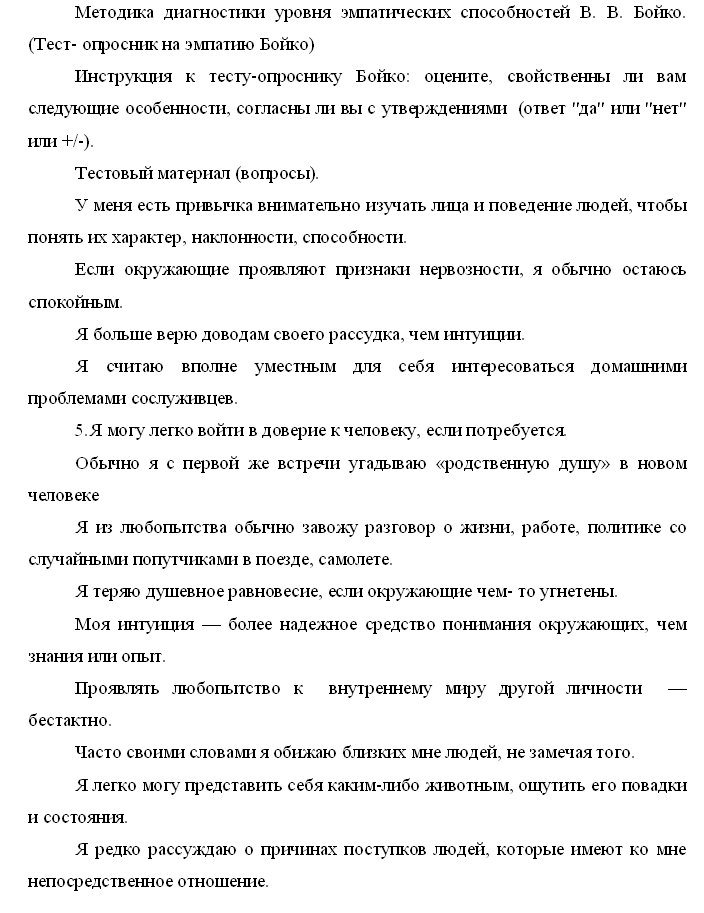 Методика диагностики уровня эмпатических способностей В. В. Бойко.
(Тест- опросник на эмпатию Бойко)
Инструкция к тесту-опроснику Бойко: оцените, свойственны ли вам
следующие особенности, согласны ли вы с утверждениями (ответ "да" или "нет"
или +/-).
Тестовый материал (вопросы).
У меня есть привычка внимательно изучать лица и поведение людей, чтобы
понять их характер, наклонности, способности.
Если окружающие проявляют признаки нервозности, я обычно остаюсь
спокойным.
Я больше верю доводам своего рассудка, чем интуиции.
Я считаю вполне уместным для себя интересоваться домашними
проблемами сослуживцев.
5.Я могу легко войти в доверие к человеку, если потребуется.
Обычно я с первой же встречи угадываю «родственную душу» в новом
человеке
Я из любопытства обычно завожу разговор о жизни, работе, политике со
случайными попутчиками в поезде, самолете.
Я теряю душевное равновесие, если окружающие чем- то угнетены.
Моя интуиция — более надежное средство понимания окружающих, чем
знания или опыт.
Проявлять любопытство к внутреннему миру другой личности —
бестактно.
Часто своими словами я обижаю близких мне людей, не замечая того.
Я легко могу представить себя каким-либо животным, ощутить его повадки
и состояния.
Я редко рассуждаю о причинах поступков людей, которые имеют ко мне
непосредственное отношение.